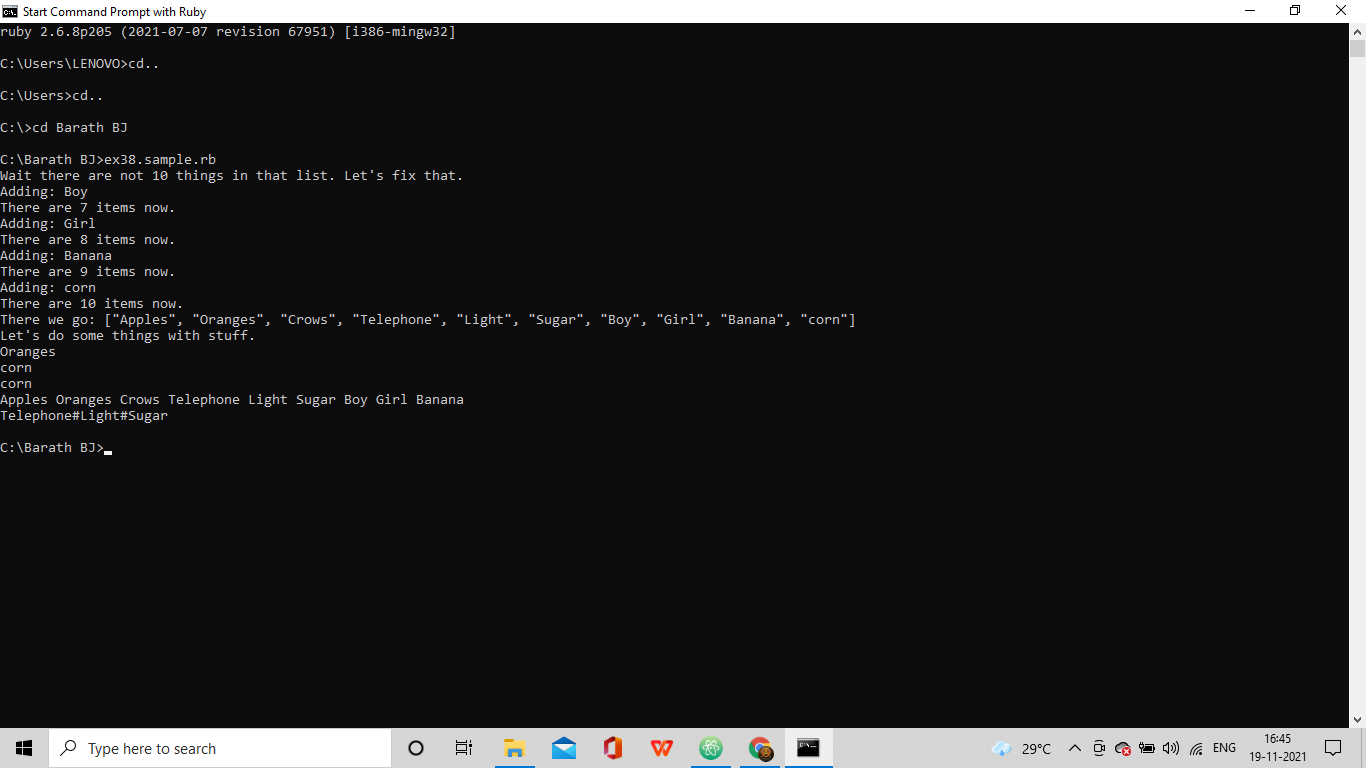 Start Command Prompt with Ruby
ruby 2.6.8p205 (2021-07-07 revision 67951) [i386-mingw32]
C:\Users\LENOVO>cd..
C:\Users>cd..
C:\>cd Barath BJ
C:\Barath BJ>ex38.sample.rb
Wait there are not 10 things in that list. Let's fix that.
Adding: Boy
There are 7 items now.
Adding: Girl
There are 8 items now.
Adding: Banana
There are 9 items now.
Adding: corn
There are 10 items now.
There we go: ["Apples", "Oranges", "Crows", "Telephone", "Light", "Sugar", "Boy", "Girl", "Banana", "corn"]
Let's do some things with stuff.
Oranges
corn
corn
Apples Oranges Crows Telephone Light Sugar Boy Girl Banana
Telephone#Light#Sugar
C:\Barath BJ>
Type here to search
29°C
ENG
16:45
19-11-2021